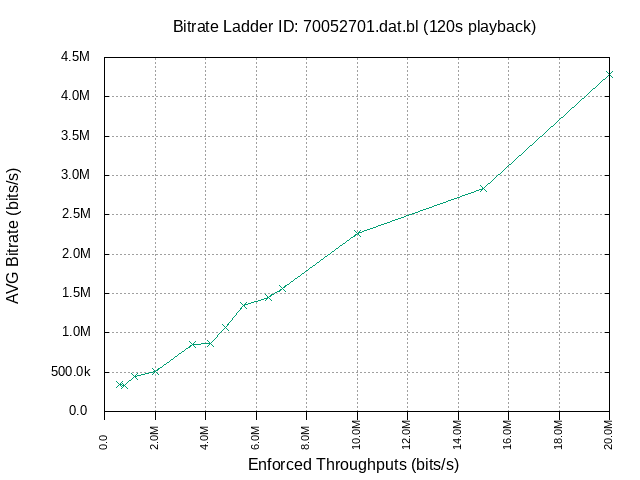 Bitrate Ladder ID: 70052701.dat.bl (120s playback)
4.5M
4.0M
3.5M
3.0M
2.5M
2.0M
1.5M
1.0M
500.0k
0.0
AVG Bitrate (bits/s)
0.0
2.0M
4.0M
6.0M
8.0M
10.0M
12.0M
14.0M
16.0M
18.0M
20.0M
Enforced Throughputs (bits/s)